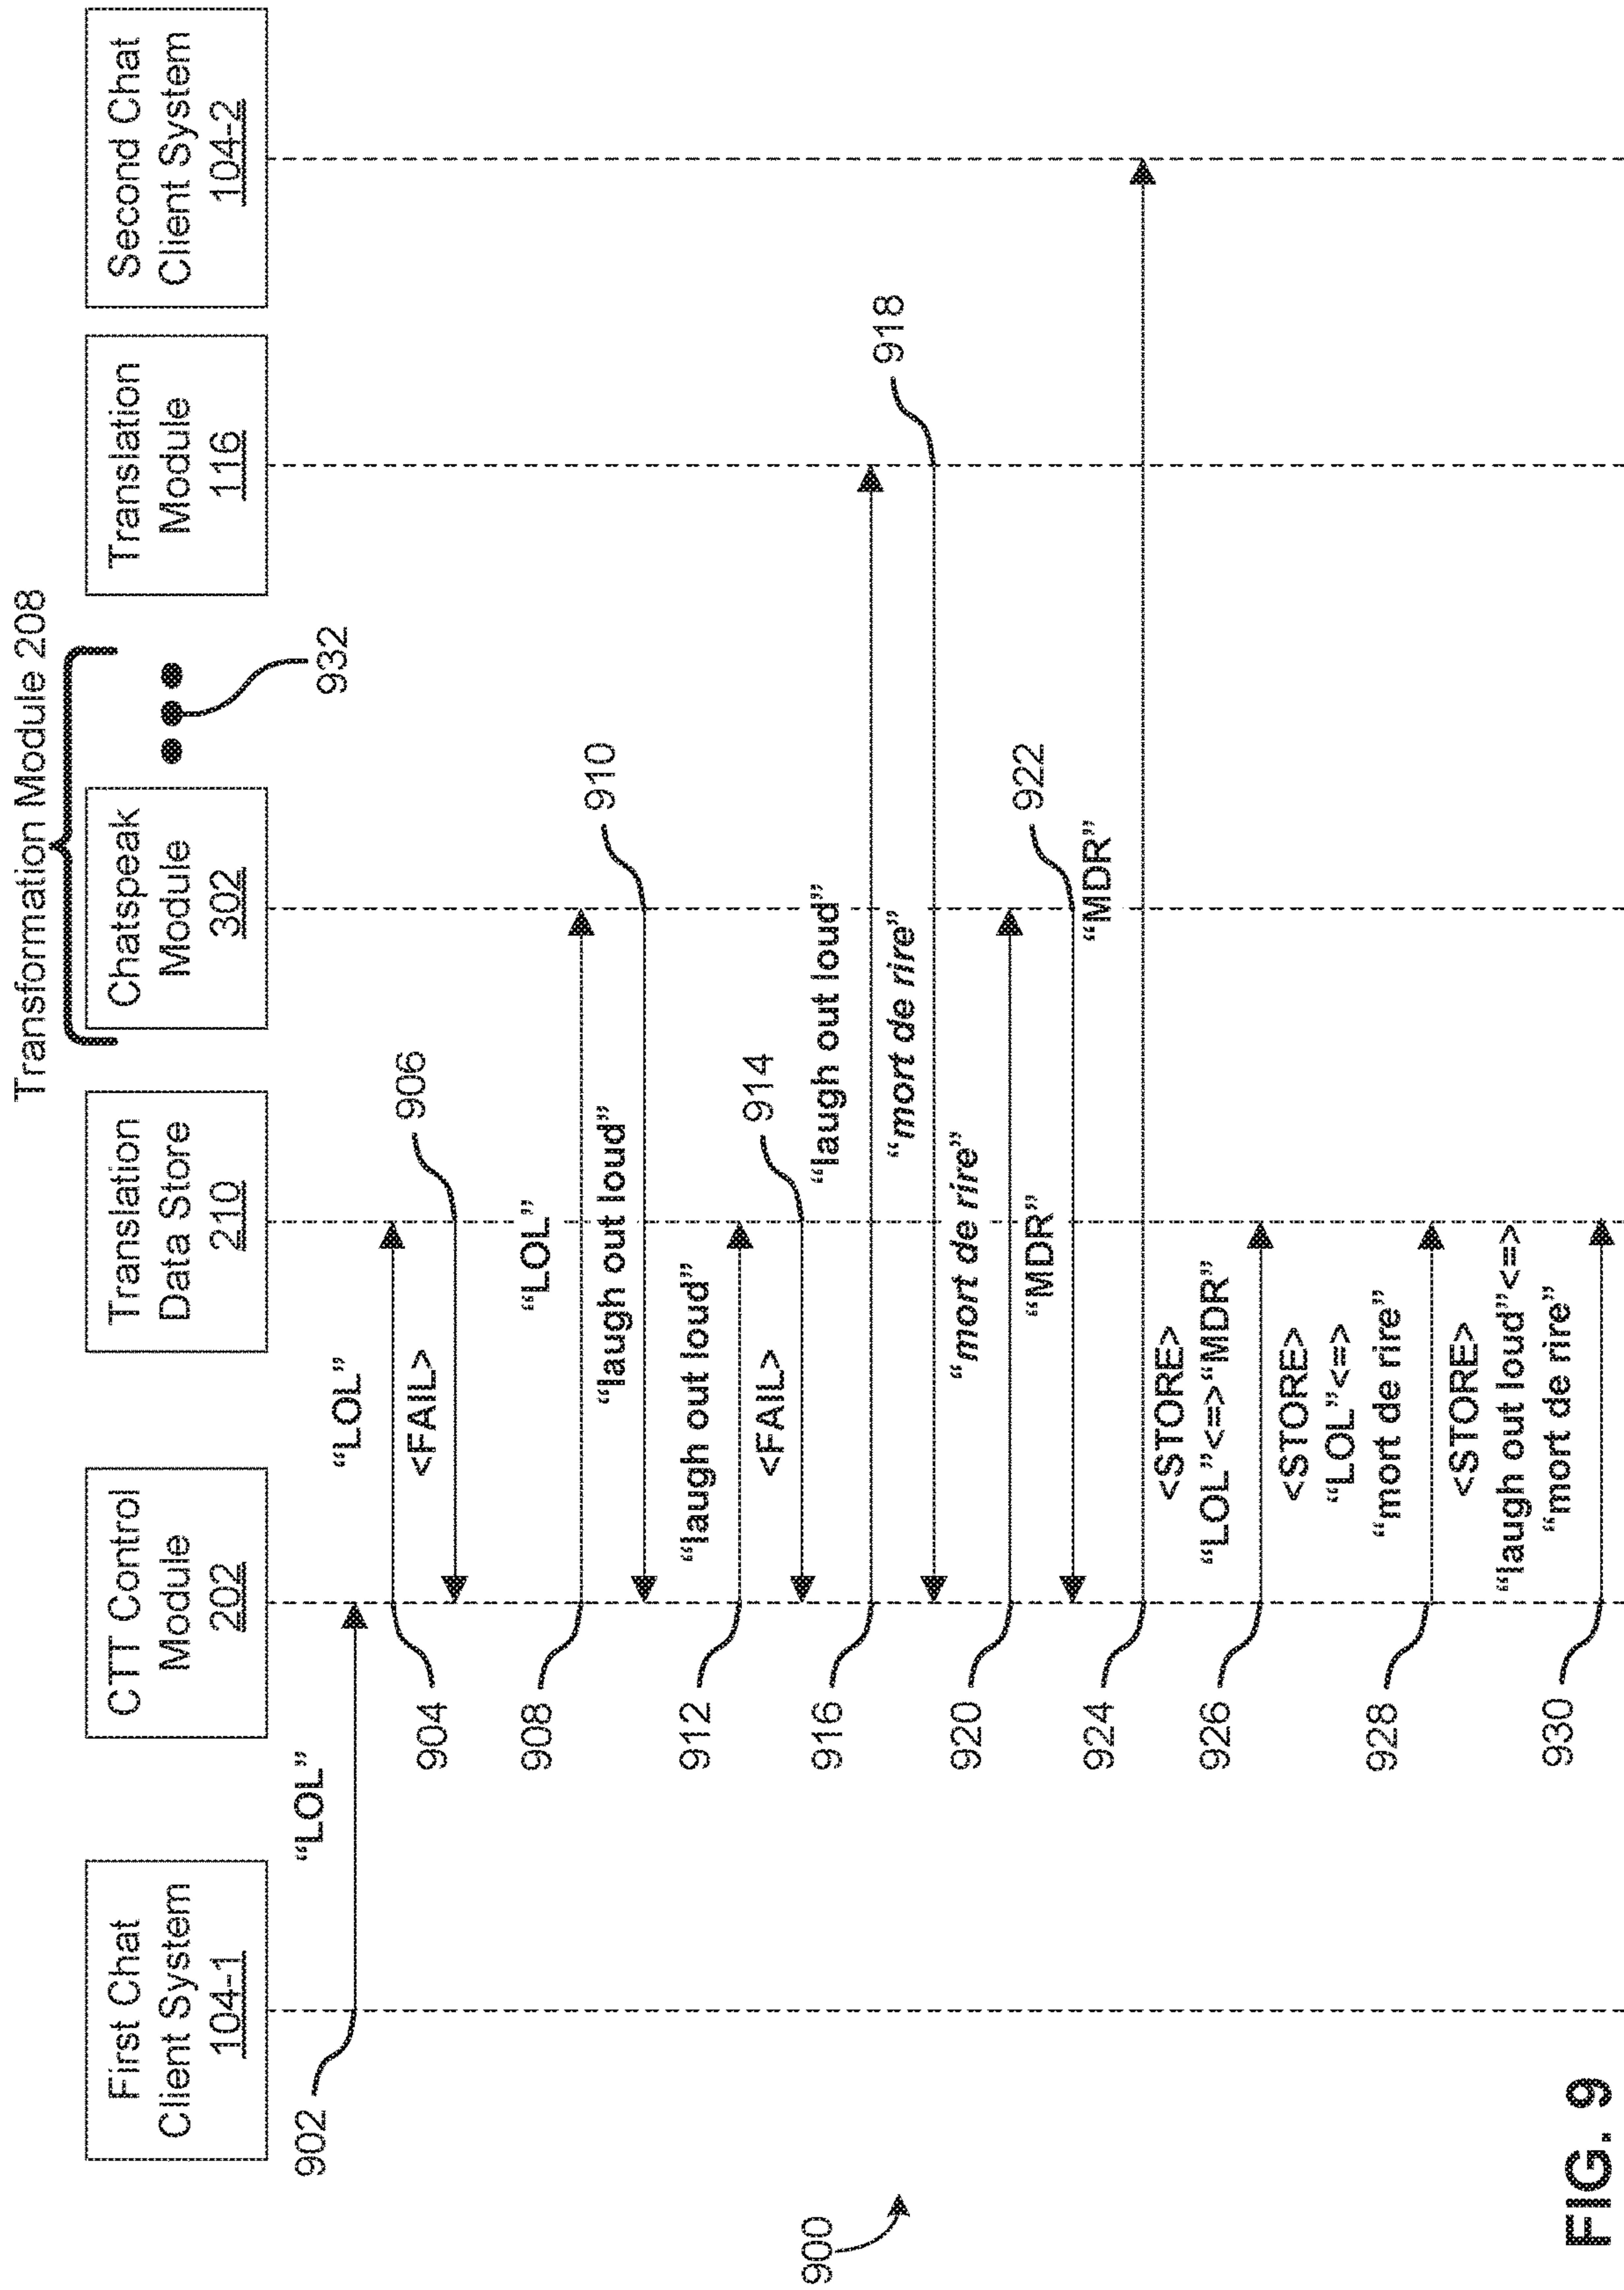 Transformation Module 208
First Chat
Client System
104-1
CTT Control
Module
202
Translation
Data Store
210
Chatspeak
Module
302
932
Translation
Module
116
Second Chat
Client System
104-2
902
“LOL”
904
“LOL”
<FAIL>
906
908
“LOL”
“laugh out loud”
910
912
“laugh out loud”
<FAIL>
914
916
“laugh out loud”
“mort de rire”
918
920
“mort de rire”
“MDR”
922
924
“MDR”
926
<STORE>
“LOL”<=>“MDR”
928
<STORE>
“LOL”<=>
“mort de rire”
930
<STORE>
“laugh out loud”<=>
“mort de rire”
900
FIG. 9